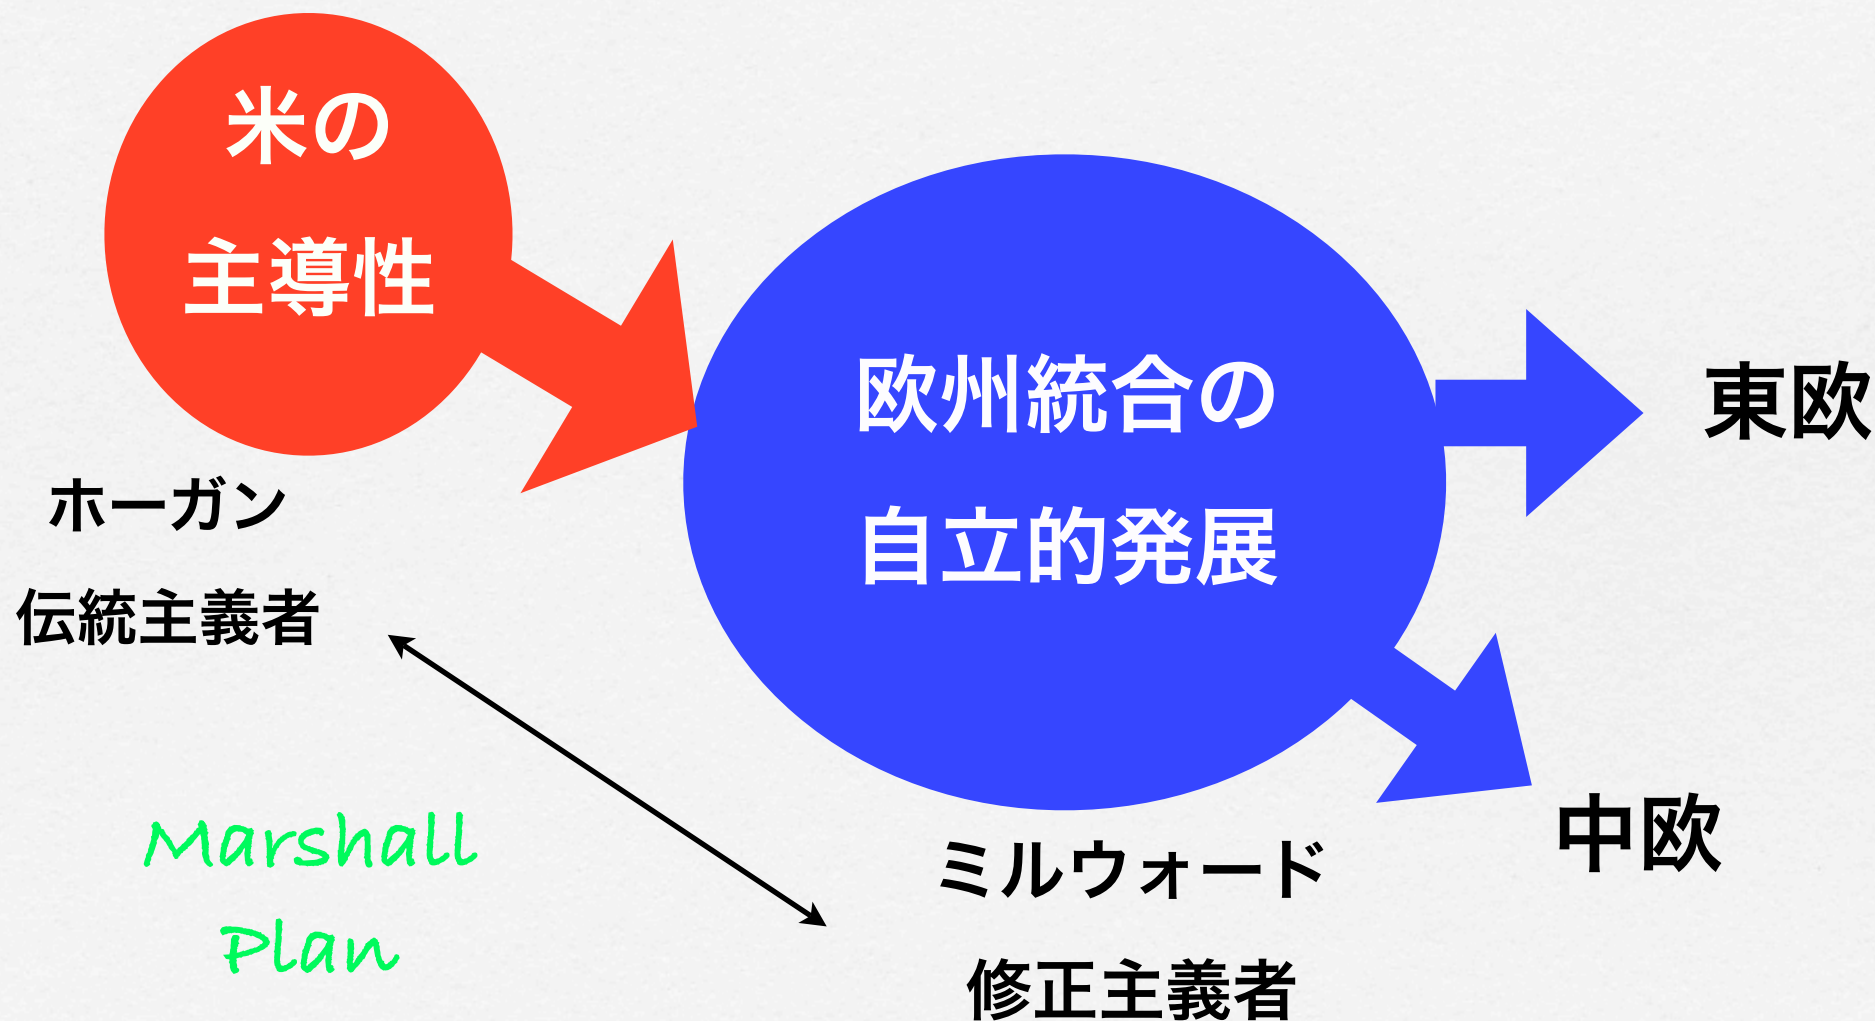 米の
主導性
欧州統合の
自立的発展
東欧
ホーガン
伝統主義者
中欧
Marshall
Plan
ミルウォード
修正主義者